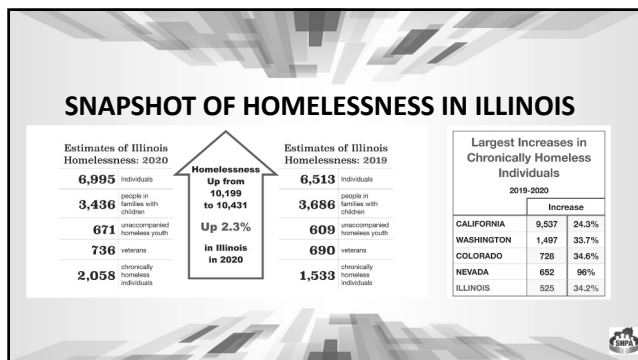 SNAPSHOT OF HOMELESSNESS IN ILLINOIS
Estimates of Illinois
Homelessness: 2020
6,995 Individuals
3,436 people in
families with
children
671 unaccompanied
homeless youth
736 veterans
2,058 chronically
homeless
individuals
Homelessness
Up from
10,199
to 10,431
Up 2.3%
in Illinois
in 2020
Estimates of Illinois
Homelessness: 2019
6,513 Individuals
3,686 people in
families with
children
609 unaccompanied
homeless youth
690 veterans
1,533 chronically
homeless
individuals
Largest Increases in
Chronically Homeless
Individuals
2019-2020
Increase
CALIFORNIA 9,537 24.3%
WASHINGTON 1,497 33.7%
COLORADO 728 34.6%
NEVADA 652 96%
ILLINOIS 525 34.2%
SHPA